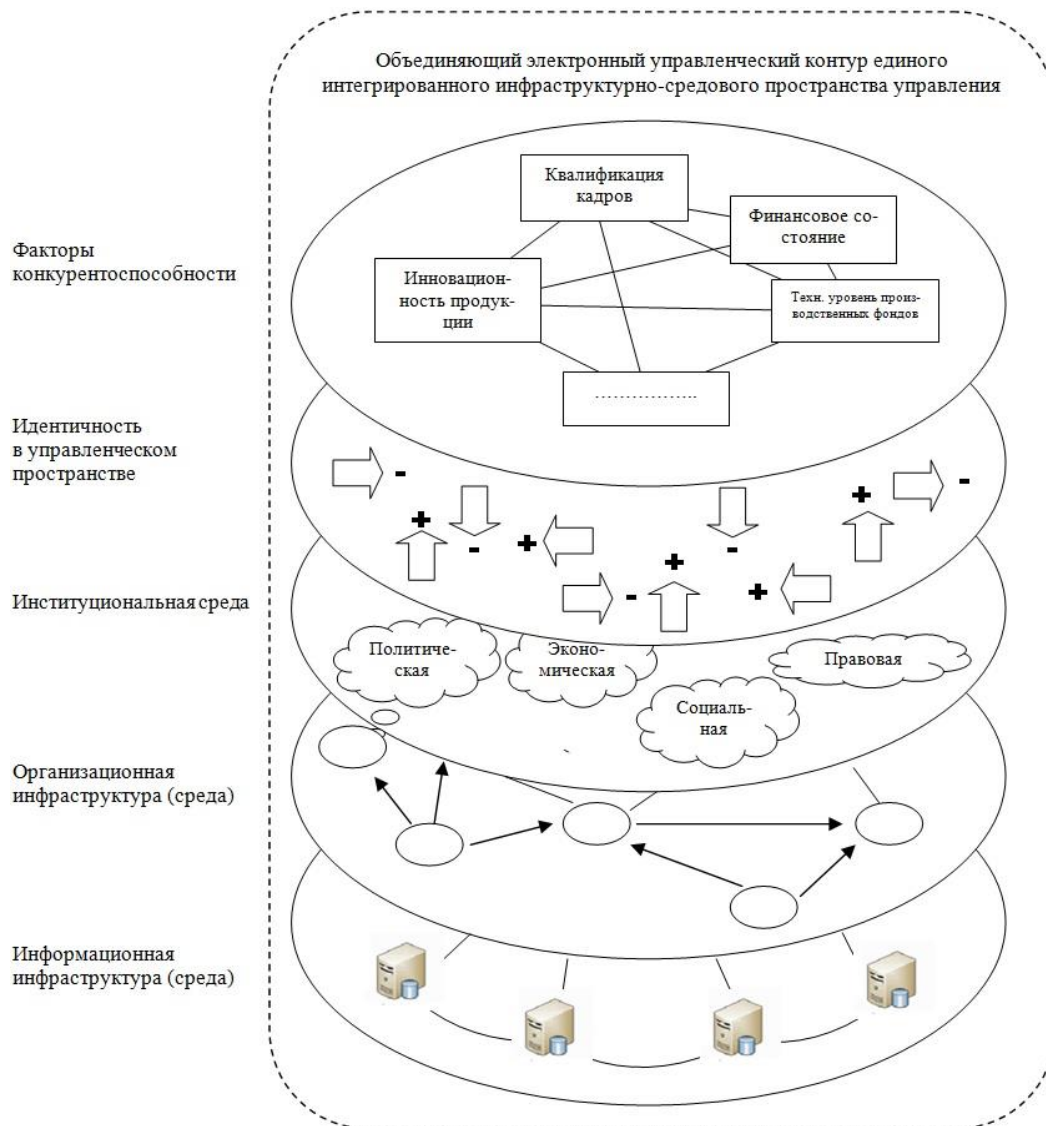 Объединяющий электронный управленческий контур единого
интегрированного инфраструктурно-средового пространства управления
Квалификация
кадров
Финансовое со-
стояние
Факторы
конкурентоспособности
Инновацион-
ность продук-
ции
Техн. уровень произ-
водственных фондов
……………..
Идентичность
в управленческом
пространстве
- + - + - + - + + -
Институциональная среда
Политиче-
ская
Эконо-
мическая
Правовая
Социаль-
ная
Организационная
инфраструктура (среда)
Информационная
инфраструктура (среда)